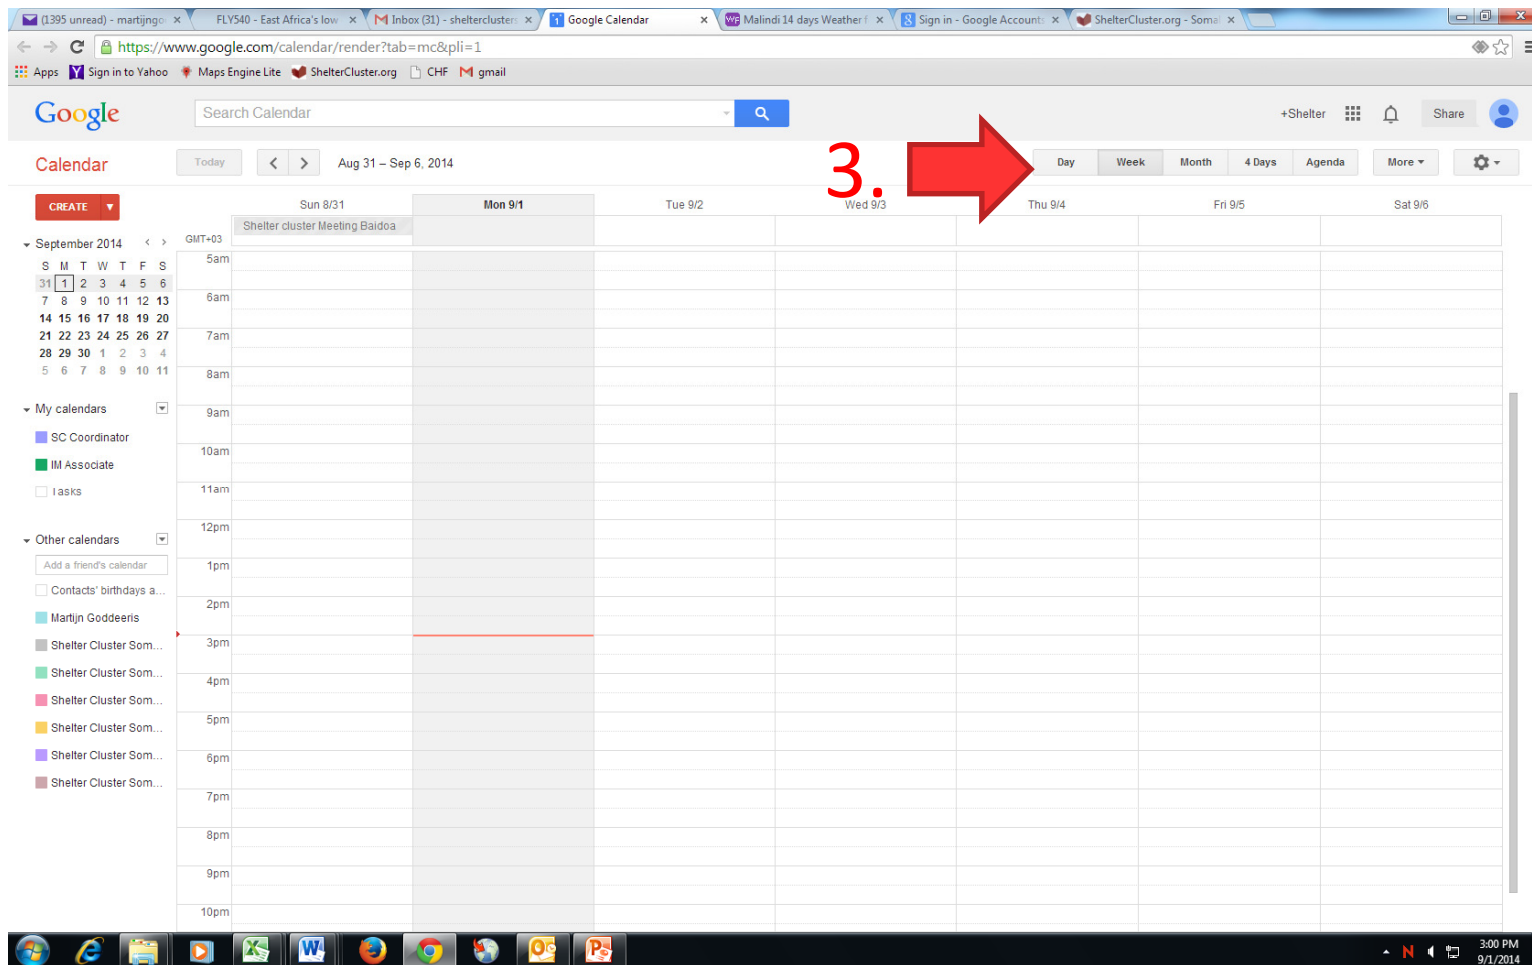 (1395 unread) - martijngo
FLY540 - East Africa's low
Inbox (31) - sheltercluster
1 Google Calendar
WF Malindi 14 days Weather f
8 Sign in - Google Account
ShelterCluster.org - Somal
https://www.google.com/calendar/render?tab=mc&pli=1
Apps Sign in to Yahoo Maps Engine Lite ShelterCluster.org CHF gmail
Google Search Calendar +Shelter Share
Calendar Today Aug 31 – Sep 6, 2014 3. Day Week Month 4 Days Agenda More
CREATE Sun 8/31 Mon 9/1 Tue 9/2 Wed 9/3 Thu 9/4 Fri 9/5 Sat 9/6
Shelter cluster Meeting Baidoa
GMT+03
September 2014
S M T W T F S
31 1 2 3 4 5 6
7 8 9 10 11 12 13
14 15 16 17 18 19 20
21 22 23 24 25 26 27
28 29 30 1 2 3 4
5 6 7 8 9 10 11
My calendars
SC Coordinator
IM Associate
Tasks
Other calendars
Add a friend's calendar
Contacts' birthdays a...
Martijn Goddeeris
Shelter Cluster Som...
Shelter Cluster Som...
Shelter Cluster Som...
Shelter Cluster Som...
Shelter Cluster Som...
Shelter Cluster Som...
5am
6am
7am
8am
9am
10am
11am
12pm
1pm
2pm
3pm
4pm
5pm
6pm
7pm
8pm
9pm
10pm
3:00 PM
9/1/2014